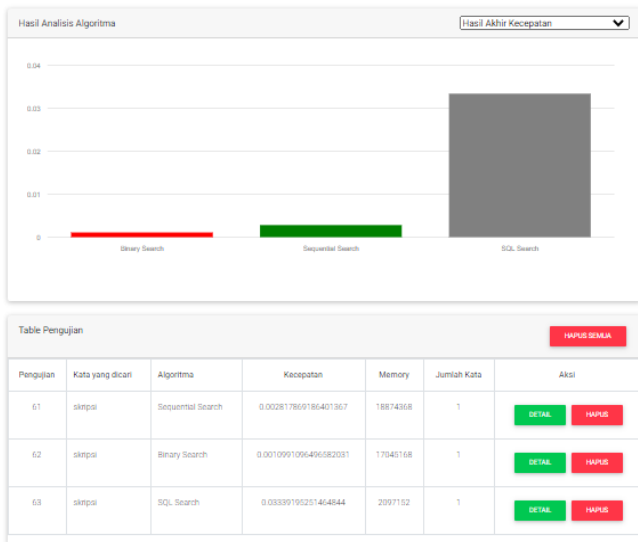 Hasil Analisis Algoritma
Hasil Akhir Kecepatan
0.04
0.03
0.02
0.01
0
Binary Search Sequential Search SQL Search
Table Pengujian
HAPUS SEMUA
Pengujian Kata yang dicari Algoritma Kecepatan Memory Jumlah Kata Aksi
61 skripsi Sequential Search 0.002817869186401367 18874368 1 DETAIL HAPUS
62 skripsi Binary Search 0.0010991096496582031 17045168 1 DETAIL HAPUS
63 skripsi SQL Search 0.03339195251464844 2097152 1 DETAIL HAPUS